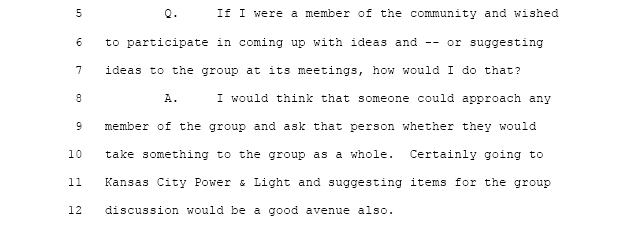 5 Q. If I were a member of the community and wished
6 to participate in coming up with ideas and -- or suggesting
7 ideas to the group at its meetings, how would I do that?
8 A. I would think that someone could approach any
9 member of the group and ask that person whether they would
10 take something to the group as a whole. Certainly going to
11 Kansas City Power & Light and suggesting items for the group
12 discussion would be a good avenue also.